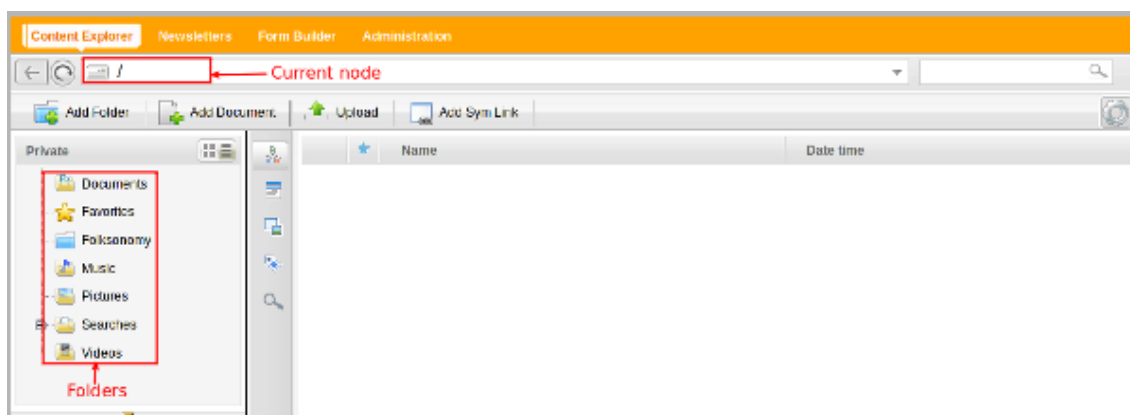 Content Explorer Newsletters Form Builder Administration
/ Current node
Add Folder Add Document Upload Add Sym Link
Private Name Date time
Documents
Favorites
Folksonomy
Music
Pictures
Searches
Videos
Folders